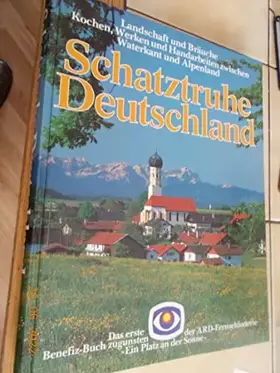 Landschaft und Bräuche
Kochen, Werken und Handarbeiten zwischen
Waterkant und Alpenland
Schatztruhe
Deutschland
Das erste
Benefiz-Buch zugunsten
der ARD-Fernsehlotterie
»Ein Platz an der Sonne«